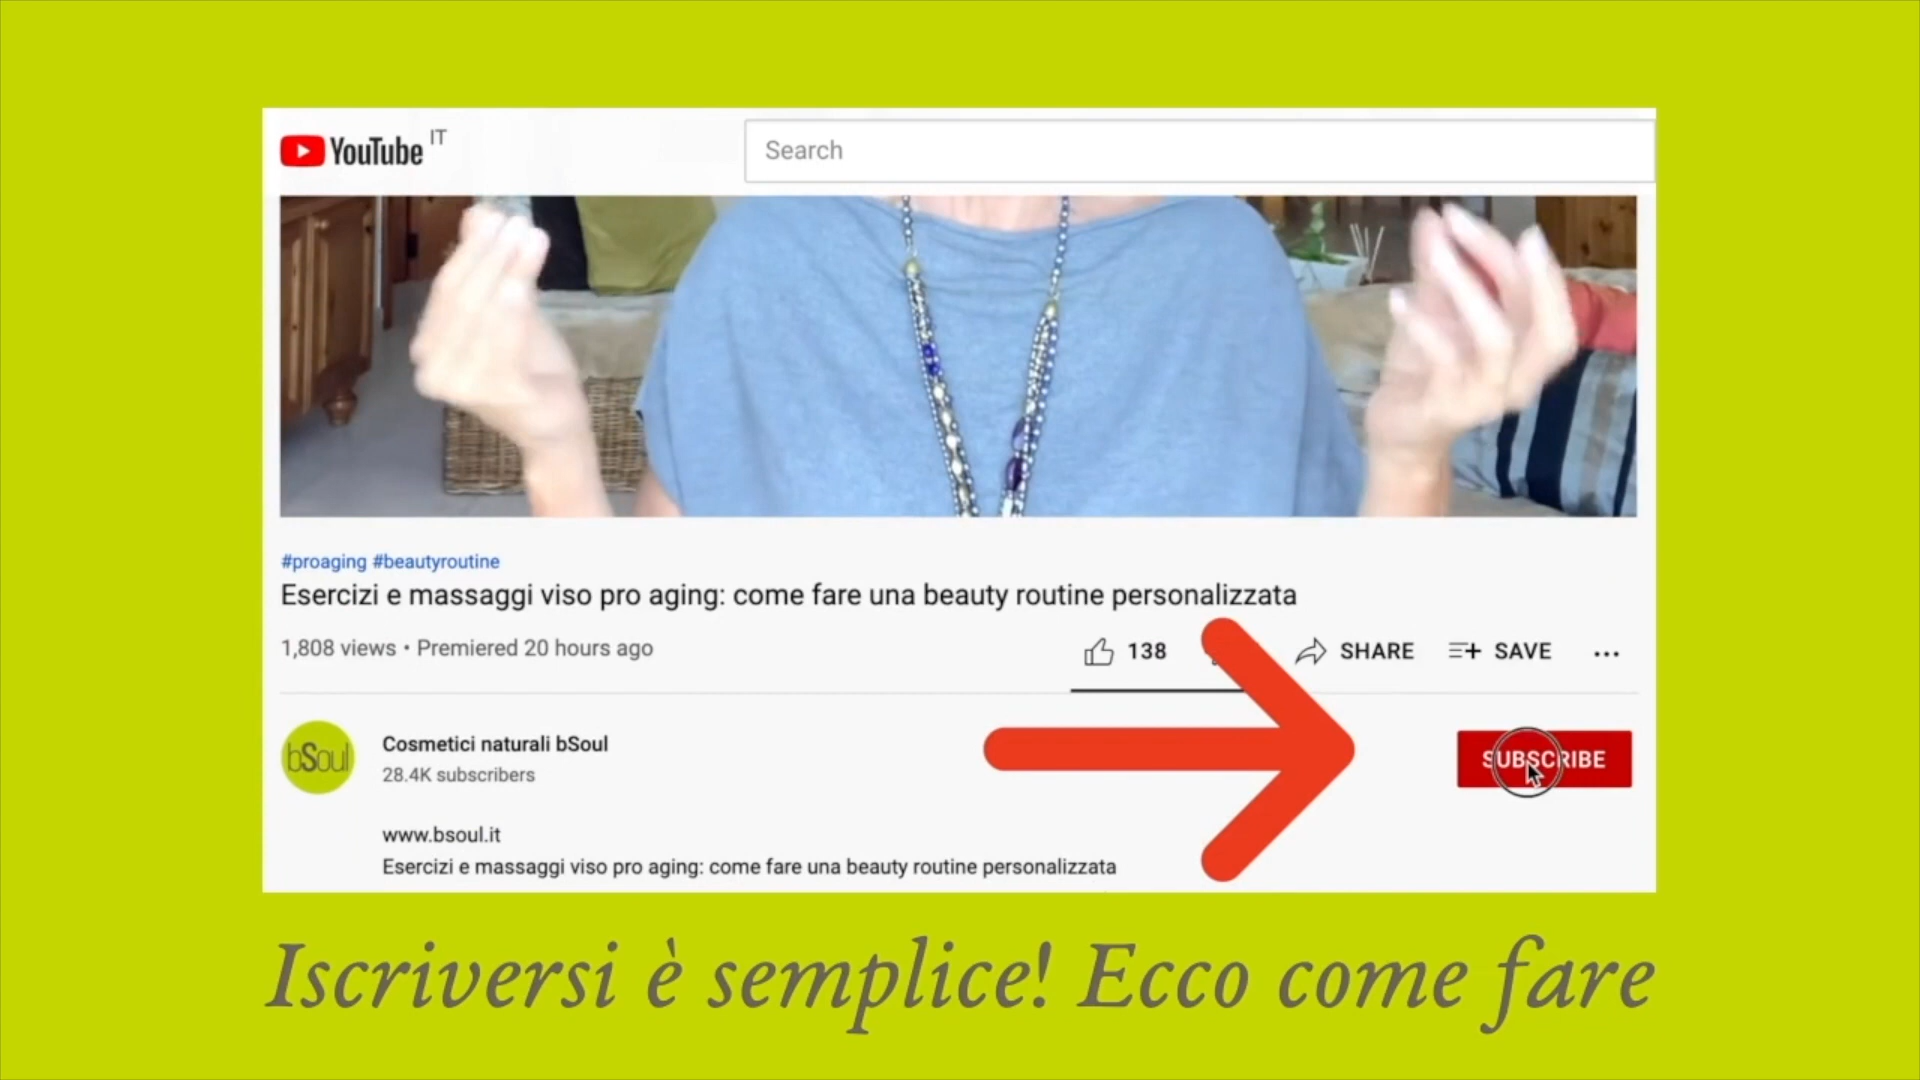 YouTube IT
Search
#proaging #beautyroutine
Esercizi e massaggi viso pro aging: come fare una beauty routine personalizzata
1,808 views • Premiered 20 hours ago
138
SHARE
SAVE
bSoul
Cosmetici naturali bSoul
28.4K subscribers
SUBSCRIBE
www.bsoul.it
Esercizi e massaggi viso pro aging: come fare una beauty routine personalizzata
Iscriversi è semplice! Ecco come fare